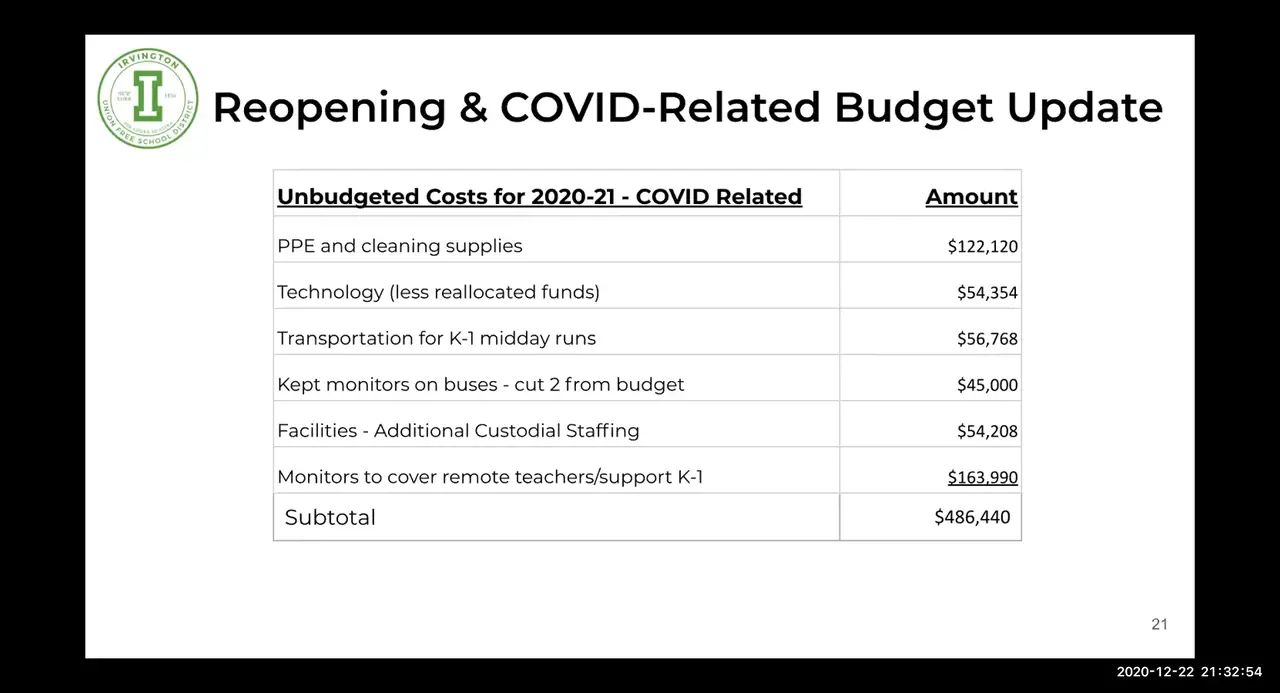 IRVINGTON
UNION FREE SCHOOL DISTRICT
Reopening & COVID-Related Budget Update
Unbudgeted Costs for 2020-21 - COVID Related Amount
PPE and cleaning supplies $122,120
Technology (less reallocated funds) $54,354
Transportation for K-1 midday runs $56,768
Kept monitors on buses - cut 2 from budget $45,000
Facilities - Additional Custodial Staffing $54,208
Monitors to cover remote teachers/support K-1 $163,990
Subtotal $486,440
21
2020-12-22 21:32:54